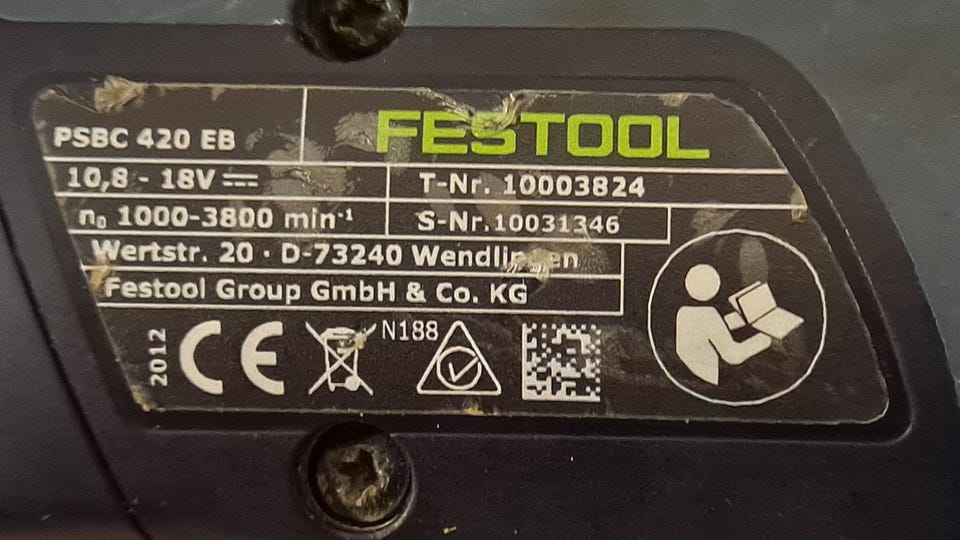 PSBC 420 EB
FESTOOL
10,8 - 18V ⎓
T-Nr. 10003824
n₀ 1000-3800 min⁻¹
S-Nr.10031346
Wertstr. 20 · D-73240 Wendlingen
Festool Group GmbH & Co. KG
2012
CE
N188